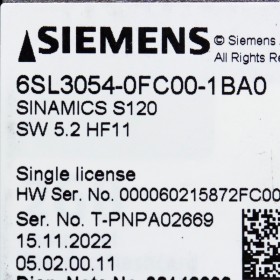 SIEMENS
© Siemens
All Rights Re
6SL3054-0FC00-1BA0
SINAMICS S120
SW 5.2 HF11
Single license
HW Ser. No. 000060215872FC00
Ser. No. T-PNPA02669
15.11.2022
05.02.00.11